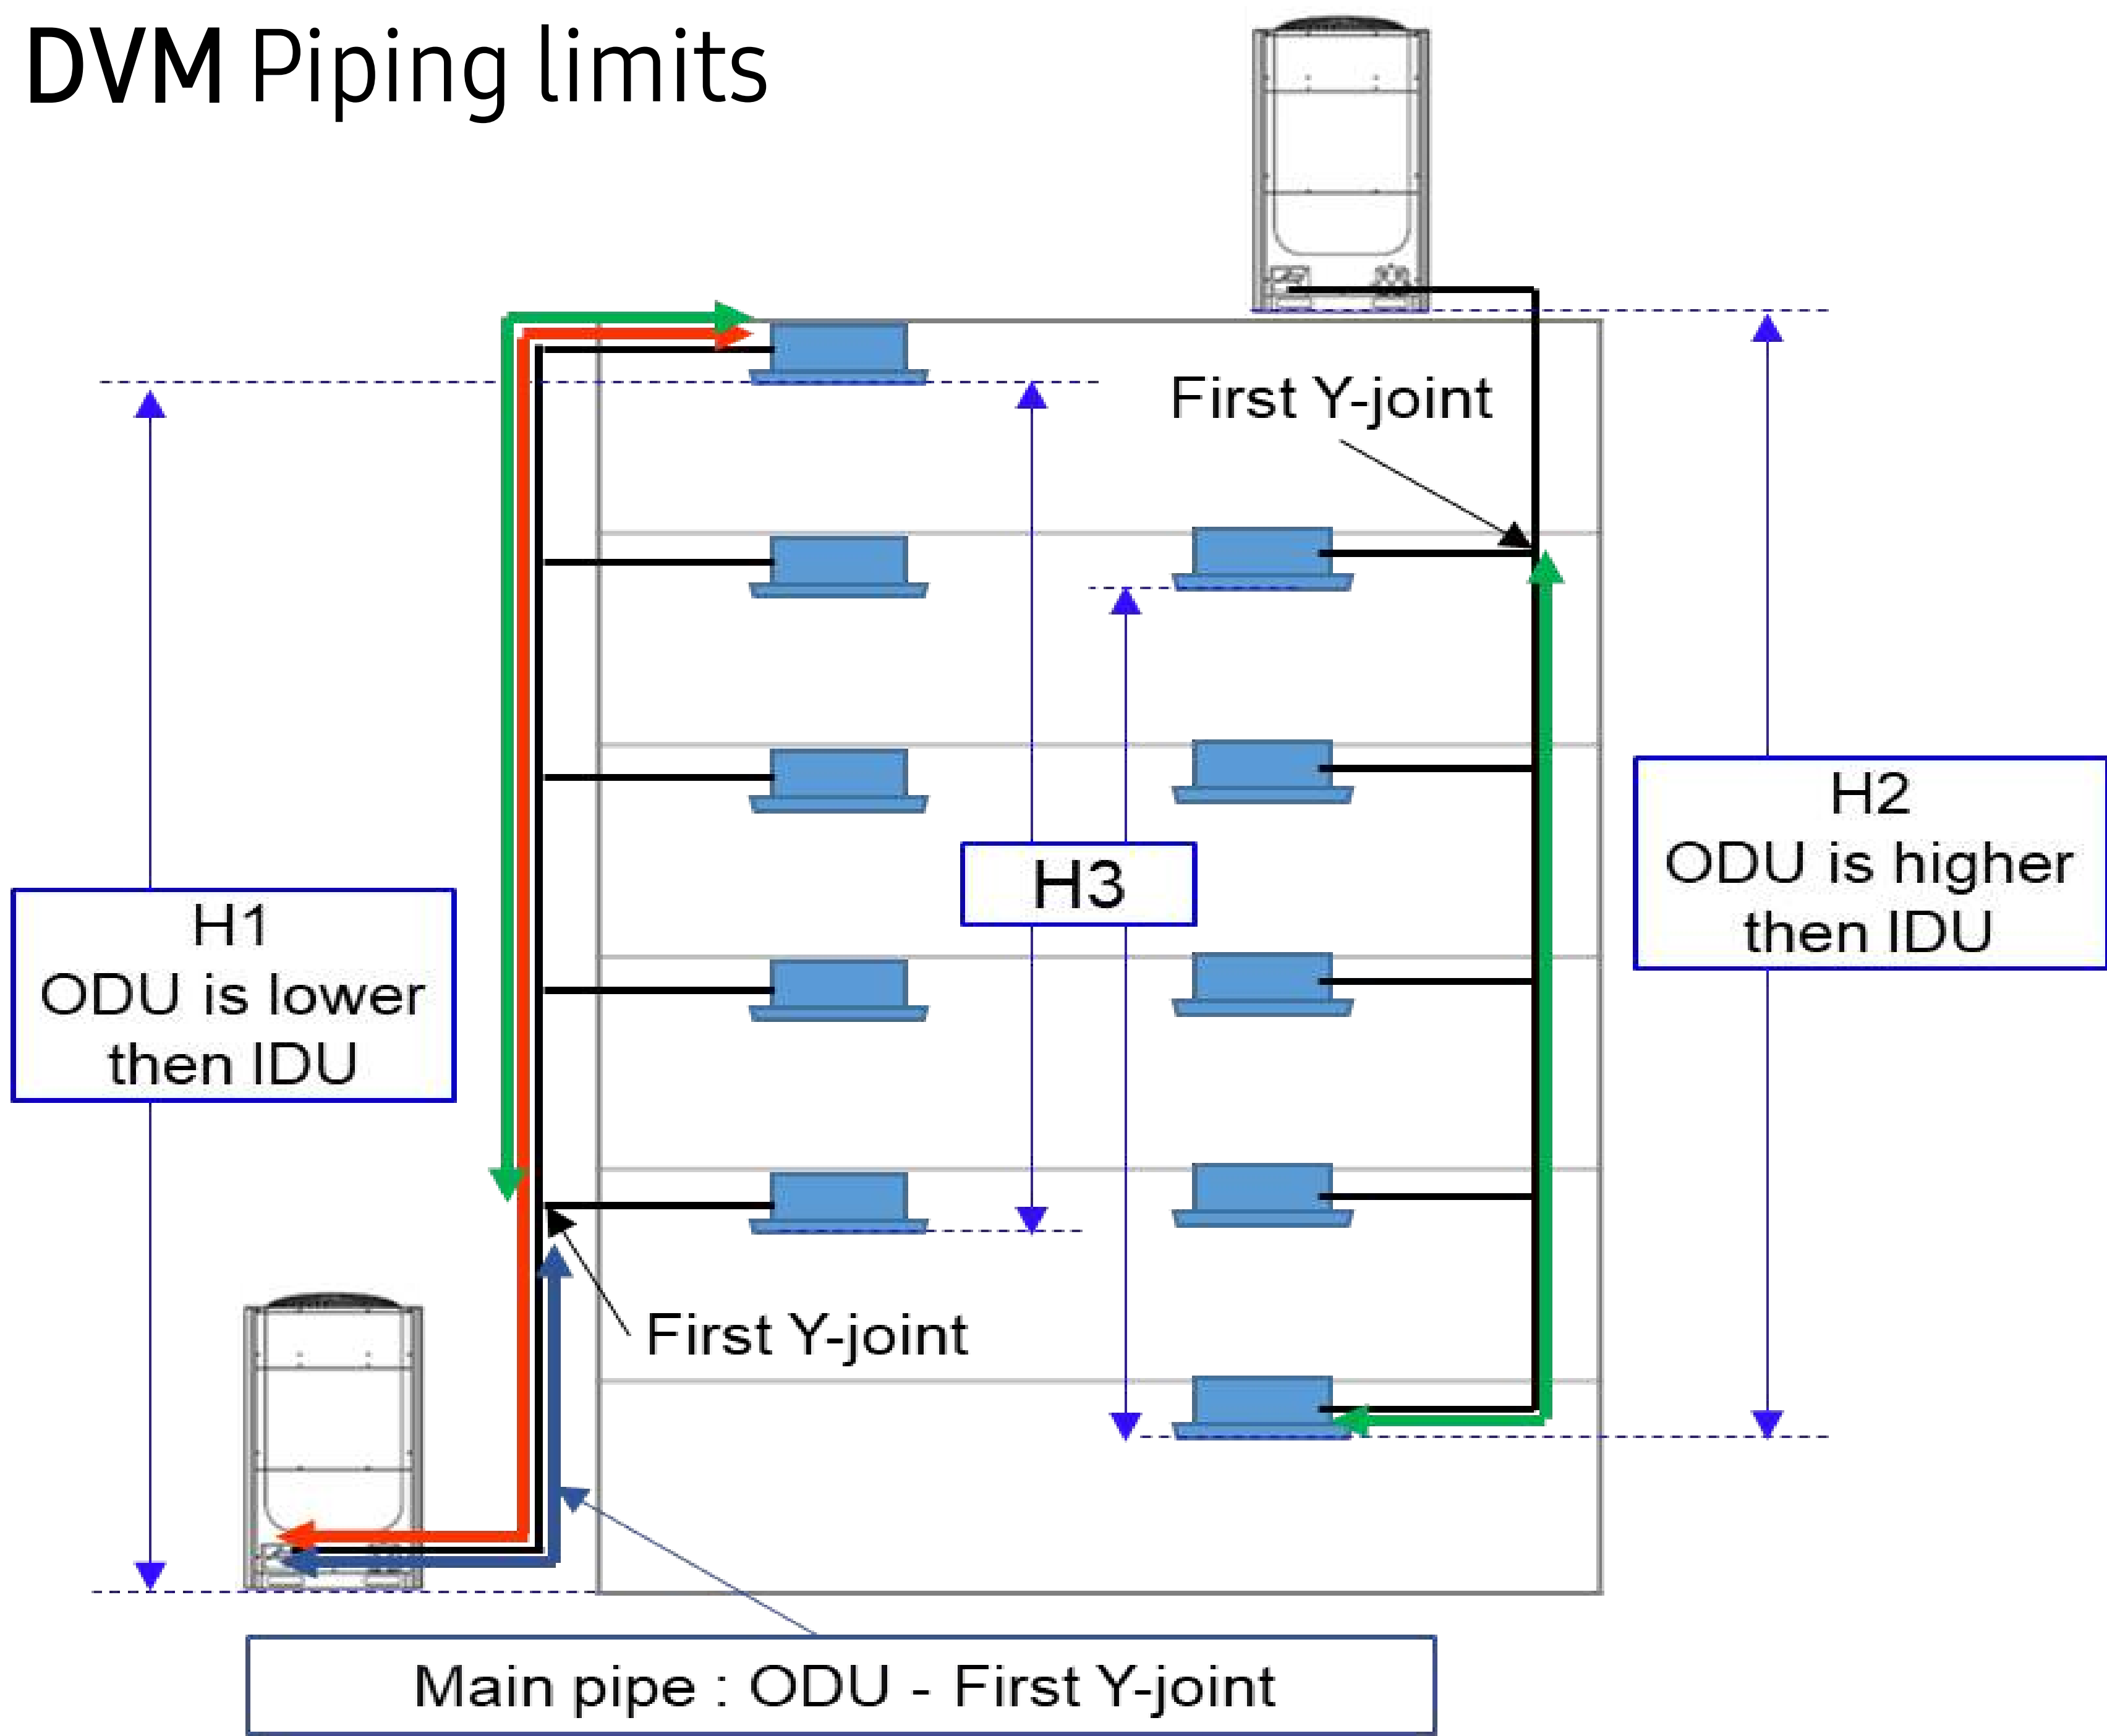 DVM Piping limits
First Y-joint
H1
ODU is lower
then IDU
H3
H2
ODU is higher
then IDU
First Y-joint
Main pipe : ODU - First Y-joint